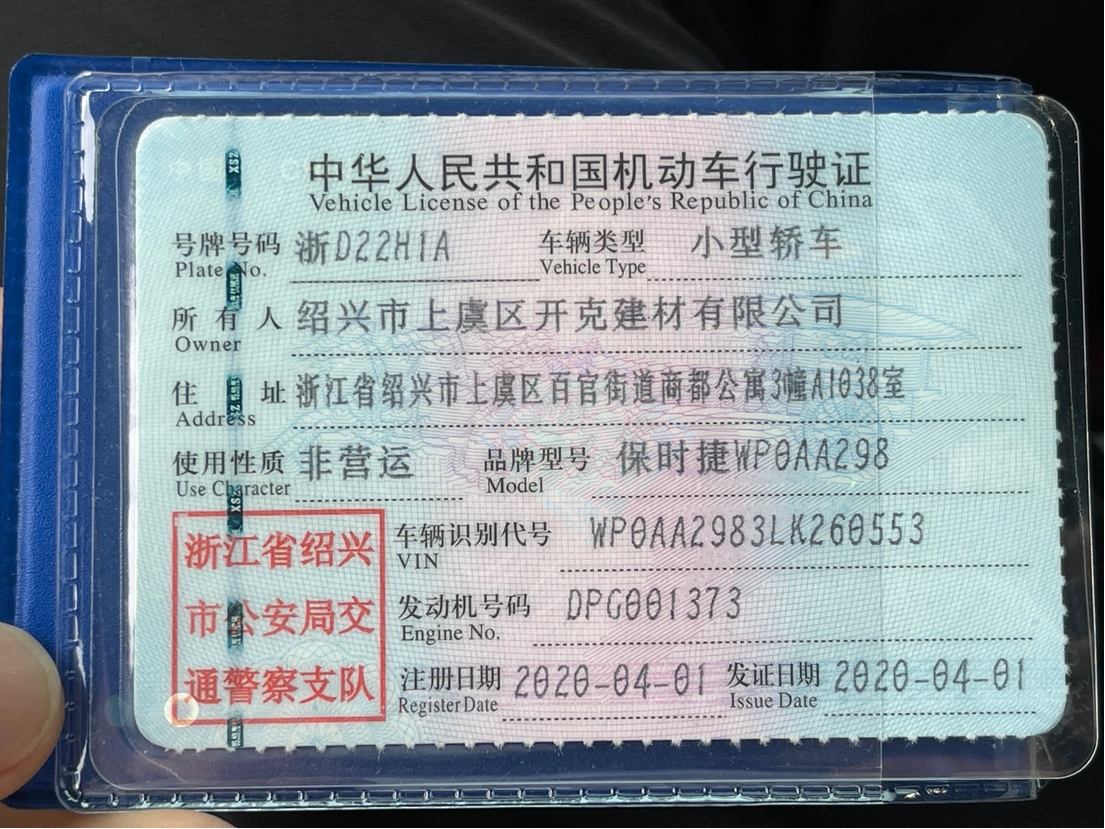 中华人民共和国机动车行驶证
Vehicle License of the People's Republic of China
号牌号码 浙D22H1A 车辆类型 小型轿车
Plate No. Vehicle Type
所有人 绍兴市上虞区开克建材有限公司
Owner
住址 浙江省绍兴市上虞区百官街道商都公寓3幢A1038室
Address
使用性质 非营运 品牌型号 保时捷WP0AA298
Use Character Model
浙江省绍兴
市公安局交
通警察支队
车辆识别代号 WP0AA2983LK260553
VIN
发动机号码 DPG001373
Engine No.
注册日期 2020-04-01 发证日期 2020-04-01
Register Date Issue Date